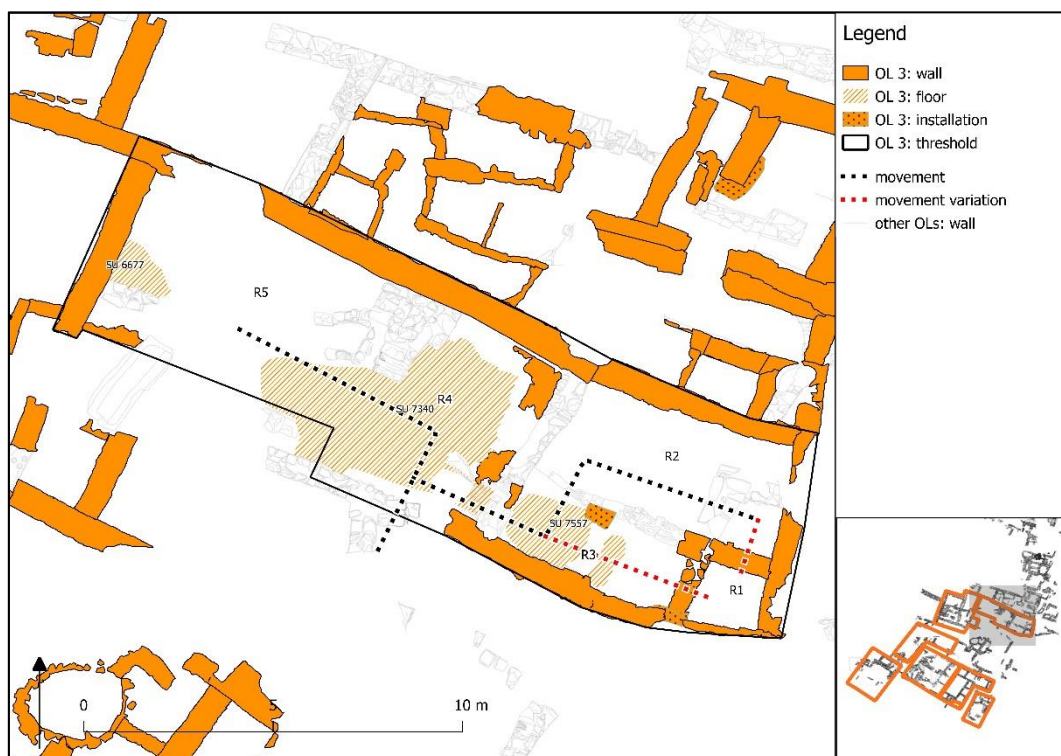 Legend
OL 3: wall
OL 3: floor
OL 3: installation
OL 3: threshold
movement
movement variation
other OLs: wall
SU 6677
R5
R4
SU 7340
R2
SU 7557
R3
R1
0
5
10 m